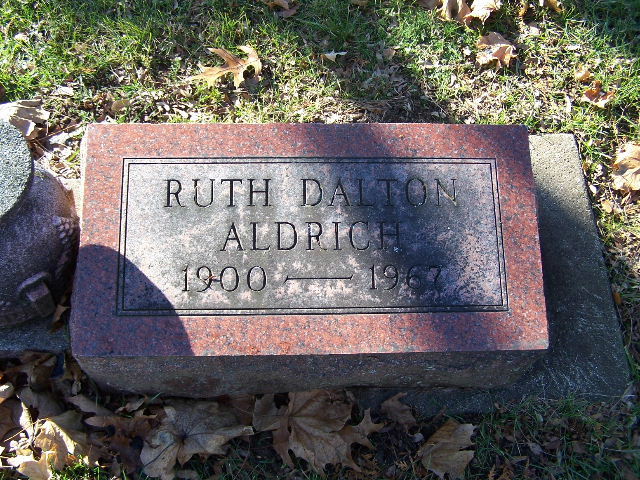 RUTH DALTON
ALDRICH
1900 — 1967